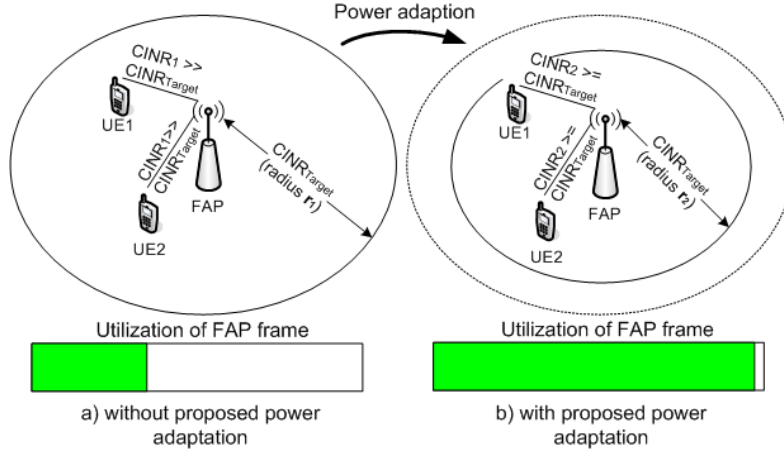 Power adaption
CINR1 >>
CINRTarget
UE1
CINR1>>
CINRTarget
UE2
FAP
CINRTarget
(radius r1)
CINR2 >=
CINRTarget
UE1
CINR2 >=
CINRTarget
UE2
FAP
CINRTarget
(radius r2)
Utilization of FAP frame
Utilization of FAP frame
a) without proposed power
adaptation
b) with proposed power
adaptation